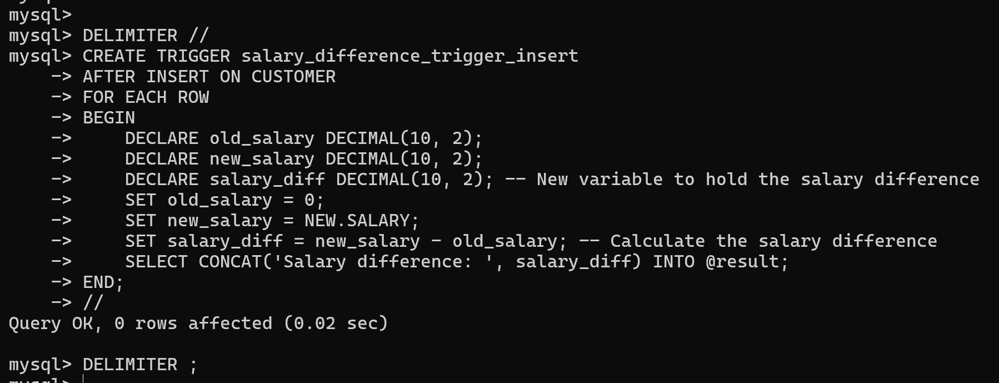 mysql>
mysql> DELIMITER //
mysql> CREATE TRIGGER salary_difference_trigger_insert
    -> AFTER INSERT ON CUSTOMER
    -> FOR EACH ROW
    -> BEGIN
    ->     DECLARE old_salary DECIMAL(10, 2);
    ->     DECLARE new_salary DECIMAL(10, 2);
    ->     DECLARE salary_diff DECIMAL(10, 2); -- New variable to hold the salary difference
    ->     SET old_salary = 0;
    ->     SET new_salary = NEW.SALARY;
    ->     SET salary_diff = new_salary - old_salary; -- Calculate the salary difference
    ->     SELECT CONCAT('Salary difference: ', salary_diff) INTO @result;
    -> END;
    -> //
Query OK, 0 rows affected (0.02 sec)

mysql> DELIMITER ;
mysql>